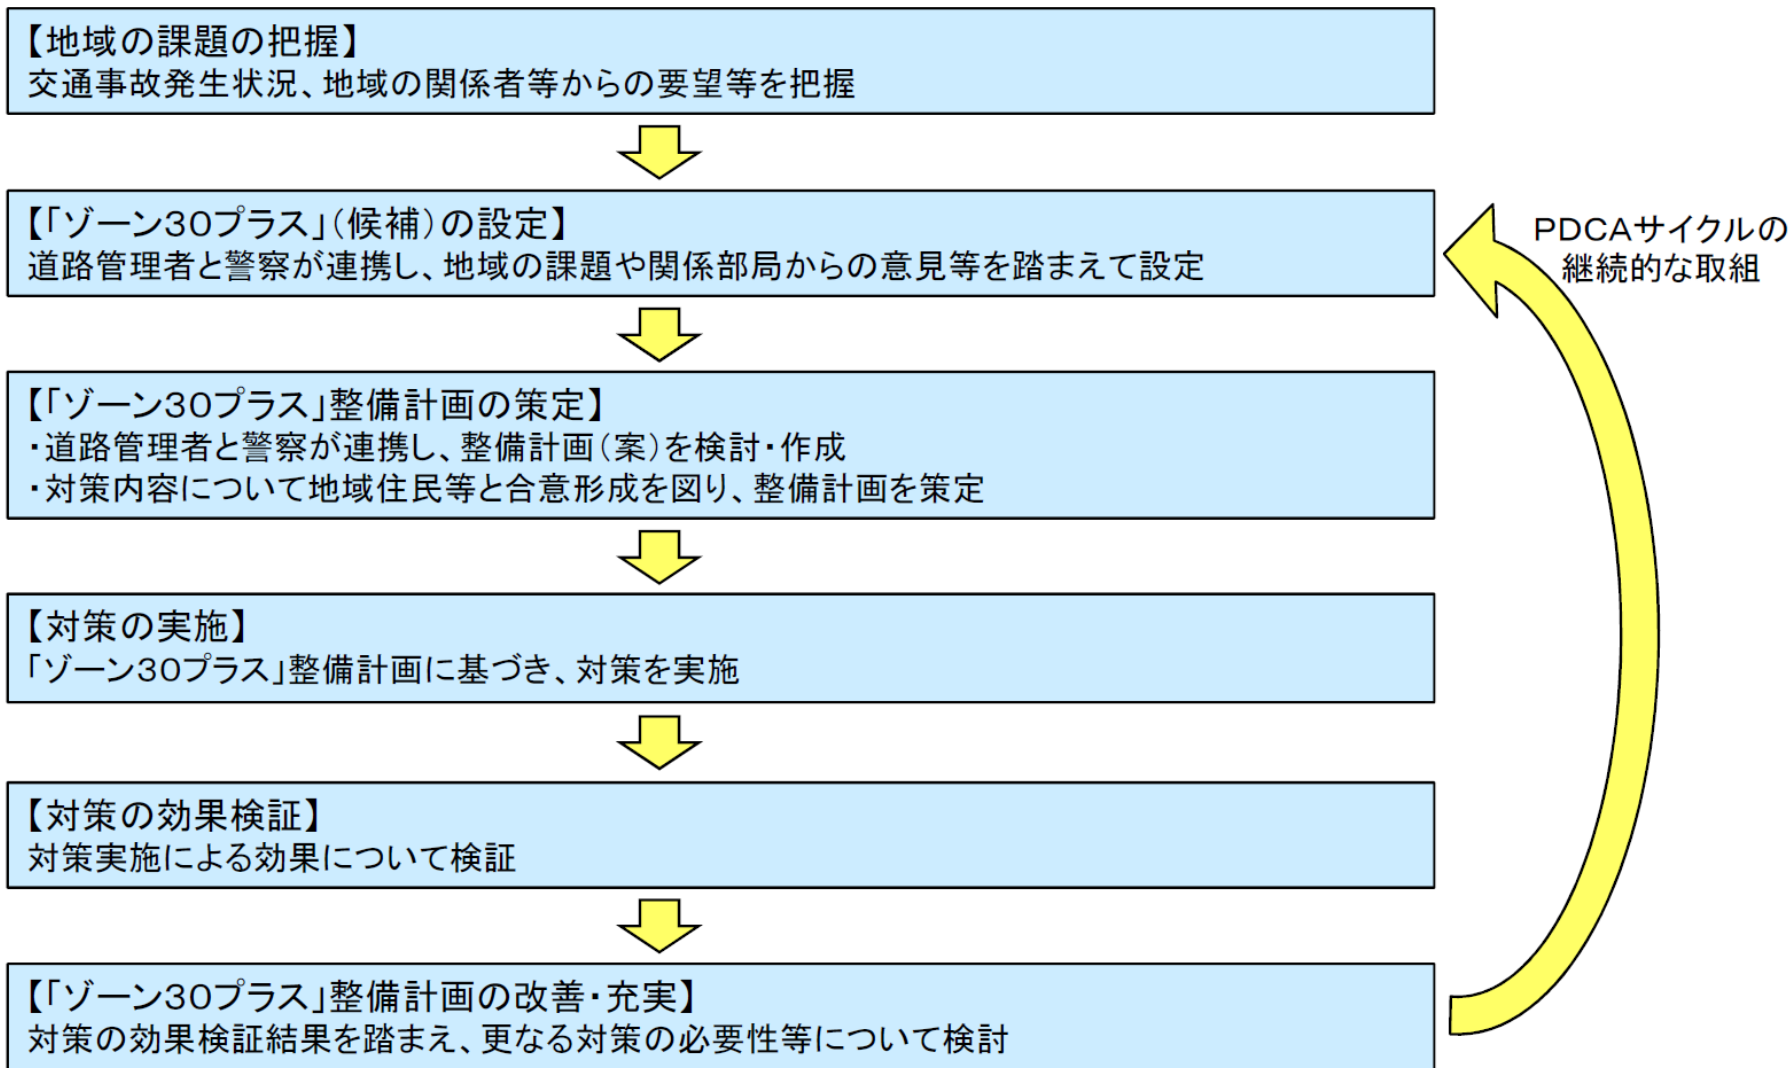 【地域の課題の把握】
交通事故発生状況、地域の関係者等からの要望等を把握
【「ゾーン30プラス」(候補)の設定】
道路管理者と警察が連携し、地域の課題や関係部局からの意見等を踏まえて設定
PDCAサイクルの
継続的な取組
【「ゾーン30プラス」整備計画の策定】
・道路管理者と警察が連携し、整備計画(案)を検討・作成
・対策内容について地域住民等と合意形成を図り、整備計画を策定
【対策の実施】
「ゾーン30プラス」整備計画に基づき、対策を実施
【対策の効果検証】
対策実施による効果について検証
【「ゾーン30プラス」整備計画の改善・充実】
対策の効果検証結果を踏まえ、更なる対策の必要性等について検討